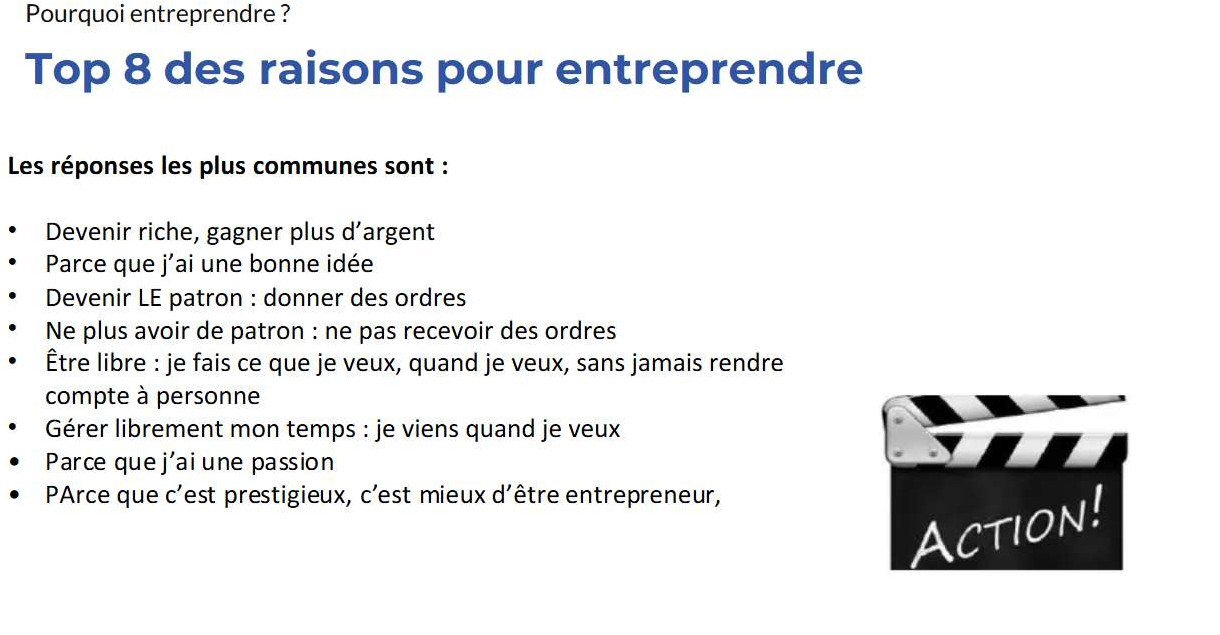 Pourquoi entreprendre ?
Top 8 des raisons pour entreprendre
Les réponses les plus communes sont :
• Devenir riche, gagner plus d’argent
• Parce que j’ai une bonne idée
• Devenir LE patron : donner des ordres
• Ne plus avoir de patron : ne pas recevoir des ordres
• Être libre : je fais ce que je veux, quand je veux, sans jamais rendre
compte à personne
• Gérer librement mon temps : je viens quand je veux
• Parce que j’ai une passion
• PArce que c’est prestigieux, c’est mieux d’être entrepreneur,
ACTION!